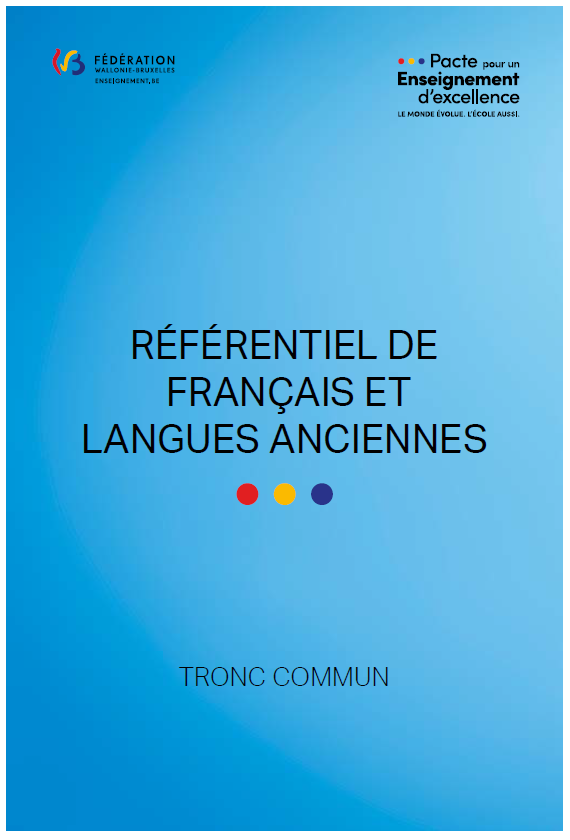 FÉDÉRATION
WALLONIE-BRUXELLES
ENSEIGNEMENT.BE
Pacte pour un
Enseignement
d'excellence
LE MONDE ÉVOLUE. L'ÉCOLE AUSSI.
RÉFÉRENTIEL DE
FRANÇAIS ET
LANGUES ANCIENNES
TRONC COMMUN